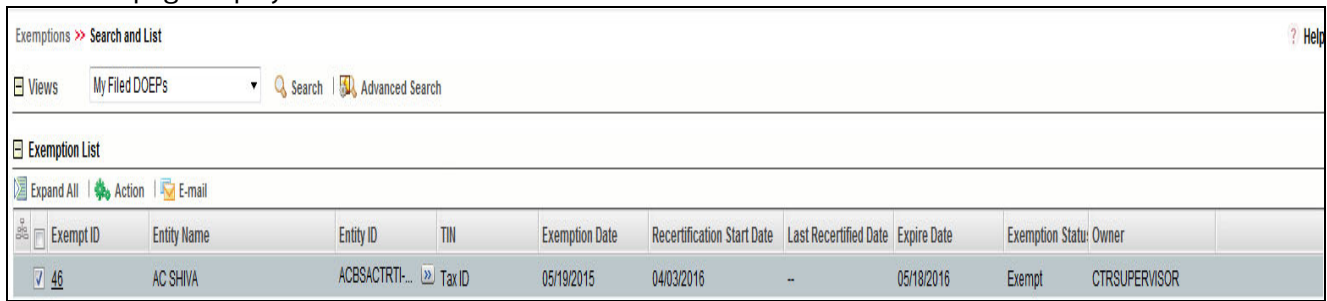 Exemptions >> Search and List ? Help
Views My Filed DOEPs Search | Advanced Search
Exemption List
Expand All | Action | E-mail
Exempt ID Entity Name Entity ID TIN Exemption Date Recertification Start Date Last Recertified Date Expire Date Exemption Status Owner
46 AC SHIVA ACBSACTRTI-... >> Tax ID 05/19/2015 04/03/2016 -- 05/18/2016 Exempt CTRSUPERVISOR